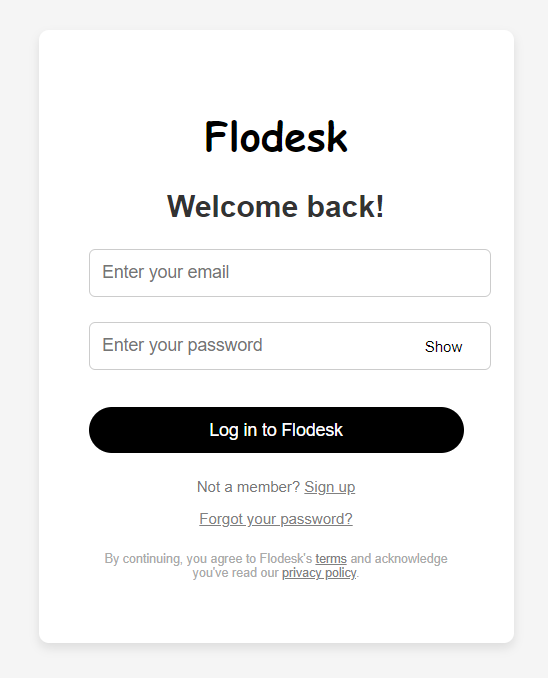 Flodesk
Welcome back!
Enter your email
Enter your password
Show
Log in to Flodesk
Not a member? Sign up
Forgot your password?
By continuing, you agree to Flodesk's terms and acknowledge
you've read our privacy policy.